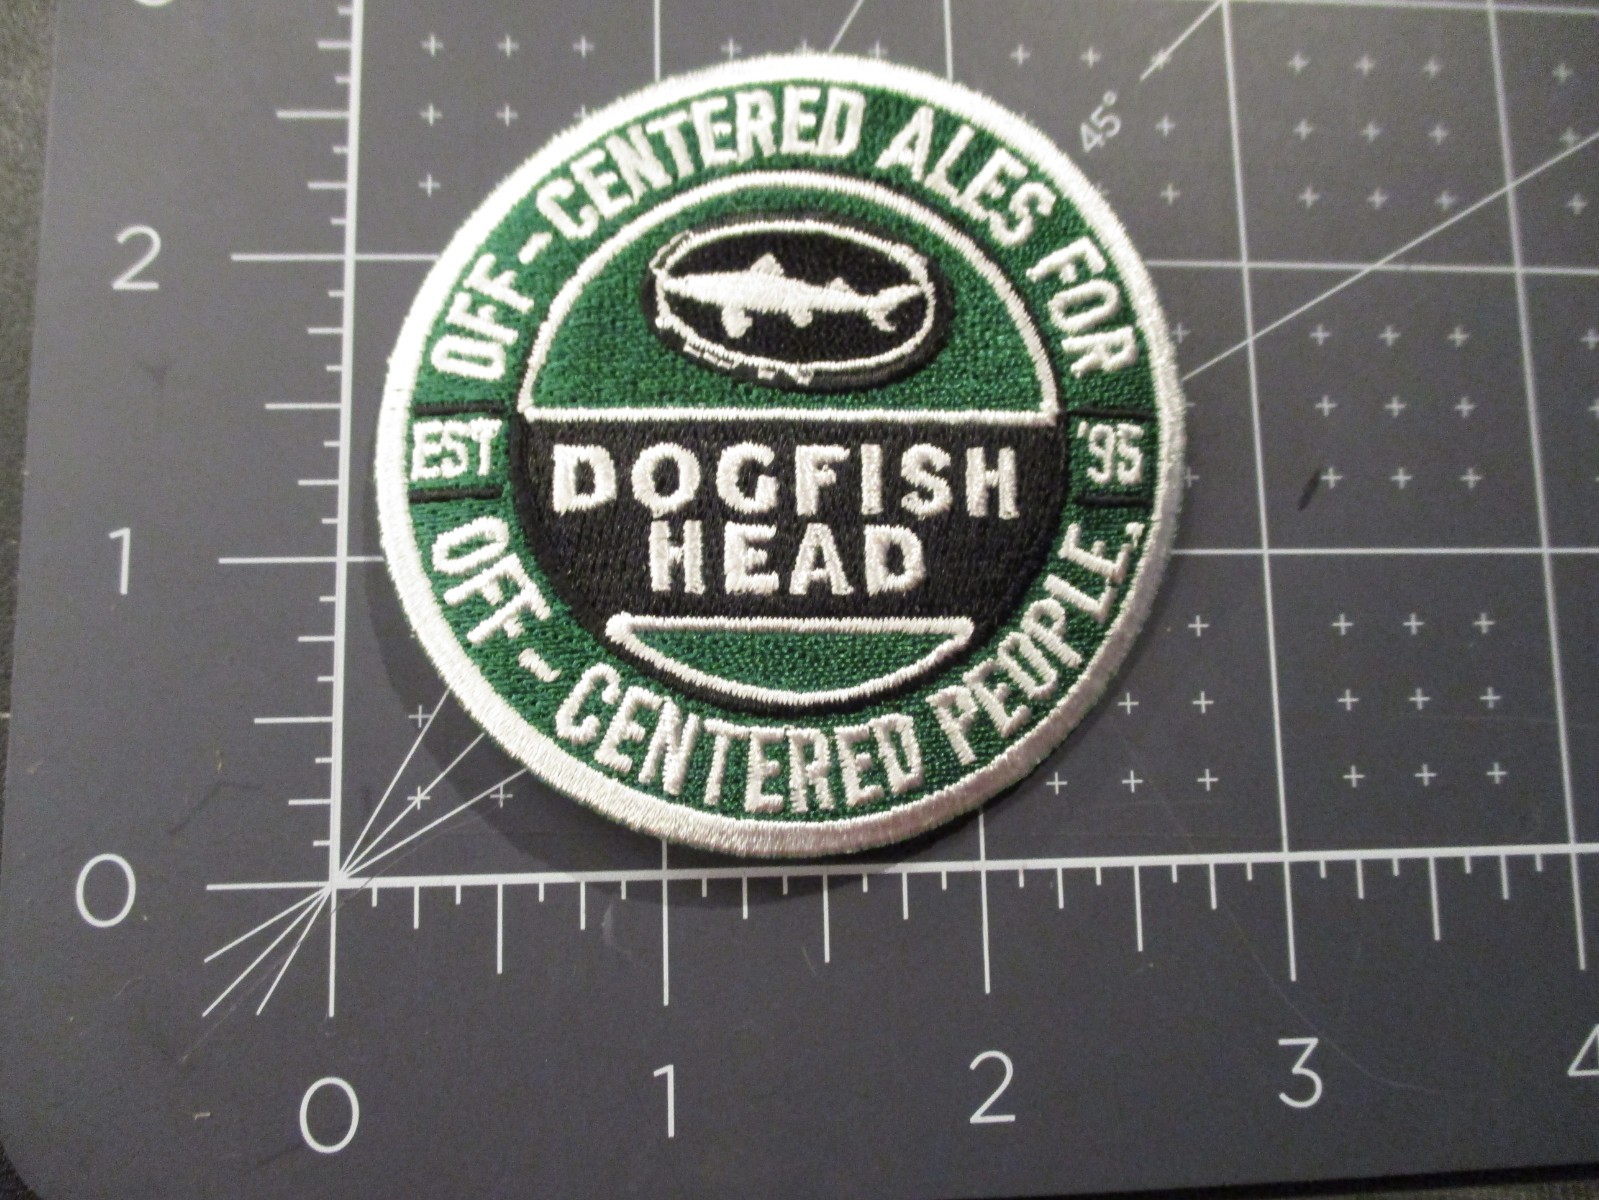 OFF-CENTERED ALES FOR
EST '95
DOGFISH
HEAD
OFF-CENTERED PEOPLE.
45°
2
1
0
0 1 2 3 4